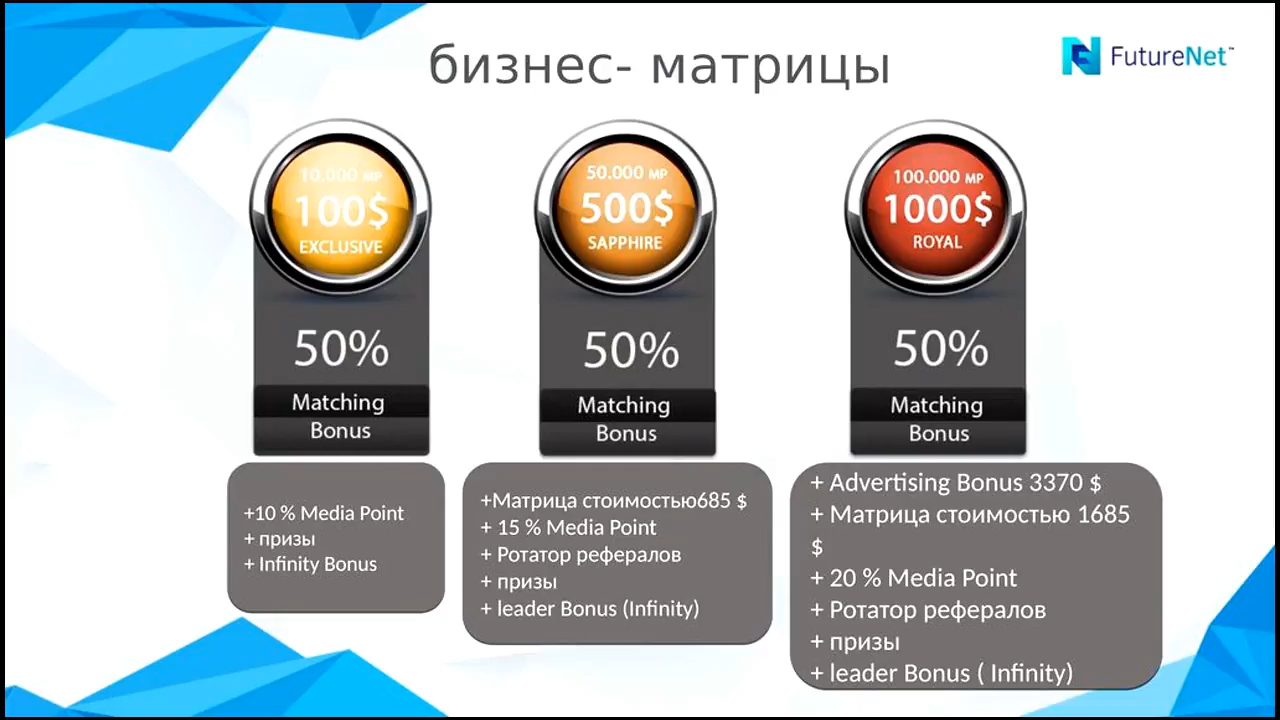 бизнес- матрицы
FutureNet™
10.000 MP
100$
EXCLUSIVE
50%
Matching
Bonus
50.000 MP
500$
SAPPHIRE
50%
Matching
Bonus
100.000 MP
1000$
ROYAL
50%
Matching
Bonus
+10 % Media Point
+ призы
+ Infinity Bonus
+Матрица стоимостью685 $
+ 15 % Media Point
+ Ротатор рефералов
+ призы
+ leader Bonus (Infinity)
+ Advertising Bonus 3370 $
+ Матрица стоимостью 1685
$
+ 20 % Media Point
+ Ротатор рефералов
+ призы
+ leader Bonus ( Infinity)